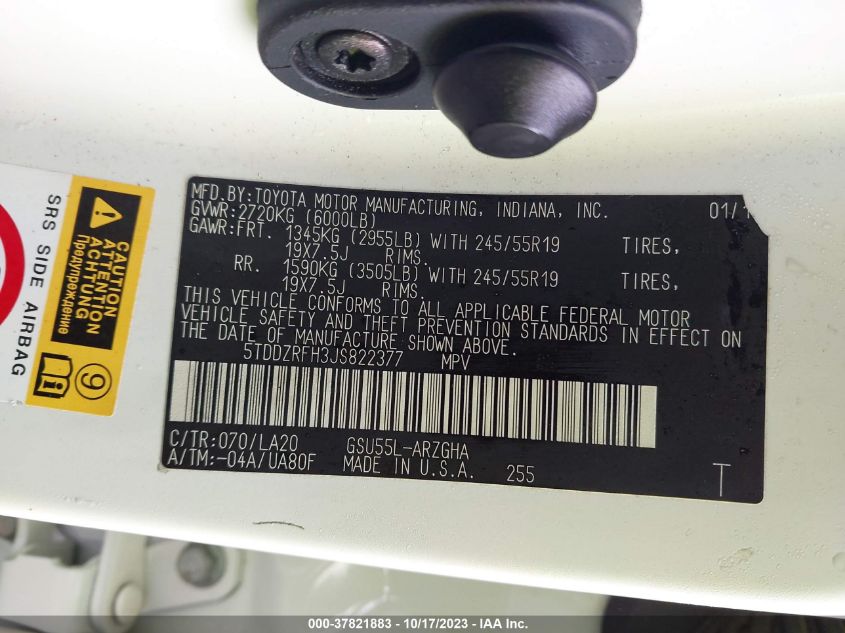 MFD.BY:TOYOTA MOTOR MANUFACTURING, INDIANA, INC. 01/1
GVWR:2720KG (6000LB)
GAWR:FRT. 1345KG (2955LB) WITH 245/55R19 TIRES,
19X7.5J RIMS.
RR. 1590KG (3505LB) WITH 245/55R19 TIRES,
19X7.5J RIMS.
THIS VEHICLE CONFORMS TO ALL APPLICABLE FEDERAL MOTOR
VEHICLE SAFETY AND THEFT PREVENTION STANDARDS IN EFFECT ON
THE DATE OF MANUFACTURE SHOWN ABOVE.
5TDDZRFH3JS822377 MPV
C/TR:070/LA20 GSU55L-ARZGHA
A/TM:-04A/UA80F MADE IN U.S.A. 255
T
SRS SIDE AIRBAG
CAUTION
ATTENTION
ACHTUNG
Предупреждение
9
000-37821883 - 10/17/2023 - IAA Inc.